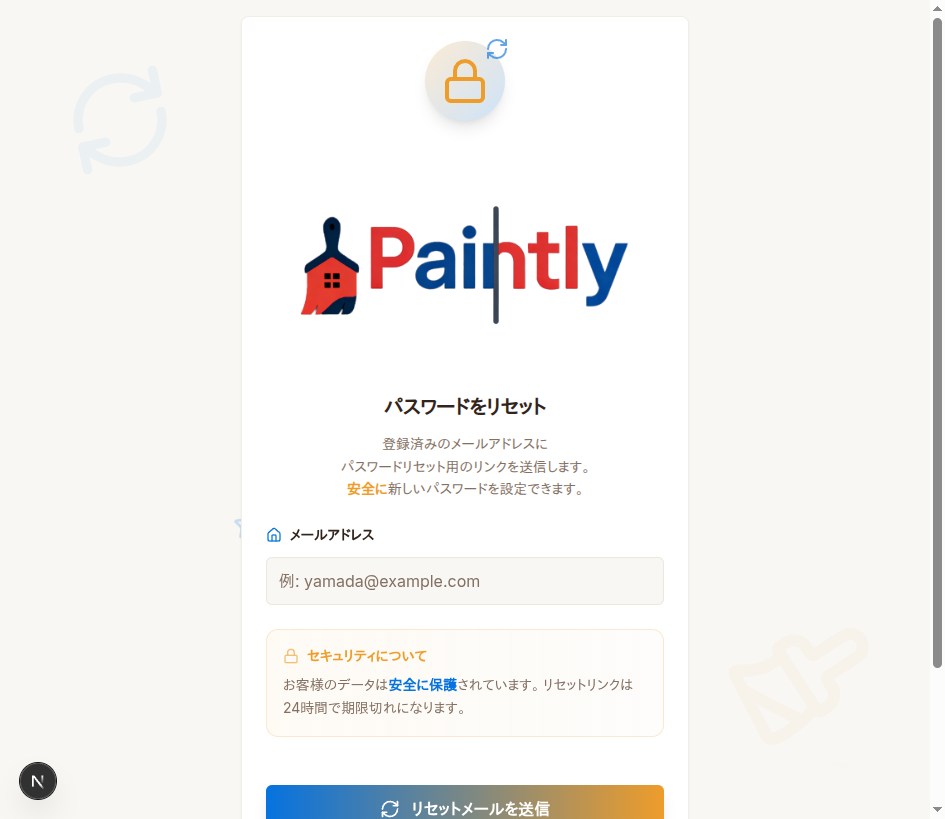 Paintly
パスワードをリセット
登録済みのメールアドレスに
パスワードリセット用のリンクを送信します。
安全に新しいパスワードを設定できます。
メールアドレス
例: yamada@example.com
セキュリティについて
お客様のデータは安全に保護されています。リセットリンクは
24時間で期限切れになります。
N
リセットメールを送信